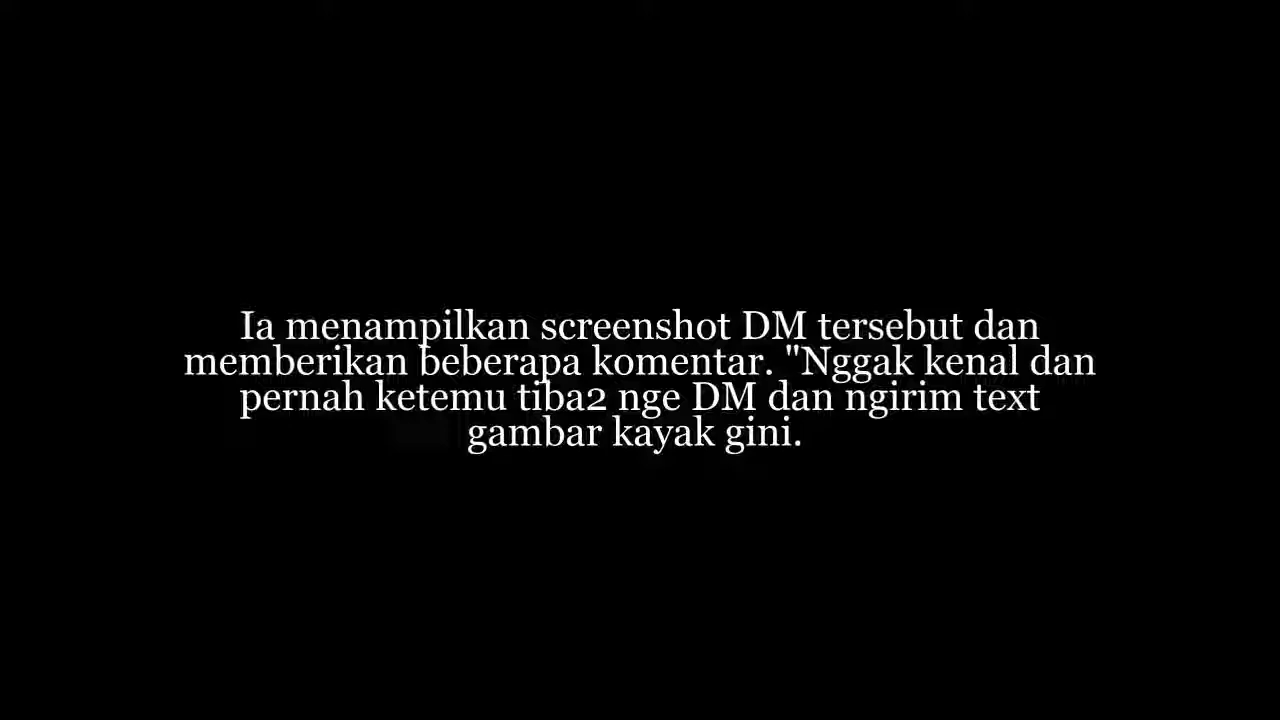 Ia menampilkan screenshot DM tersebut dan
memberikan beberapa komentar. "Nggak kenal dan
pernah ketemu tiba2 nge DM dan ngirim text
gambar kayak gini.